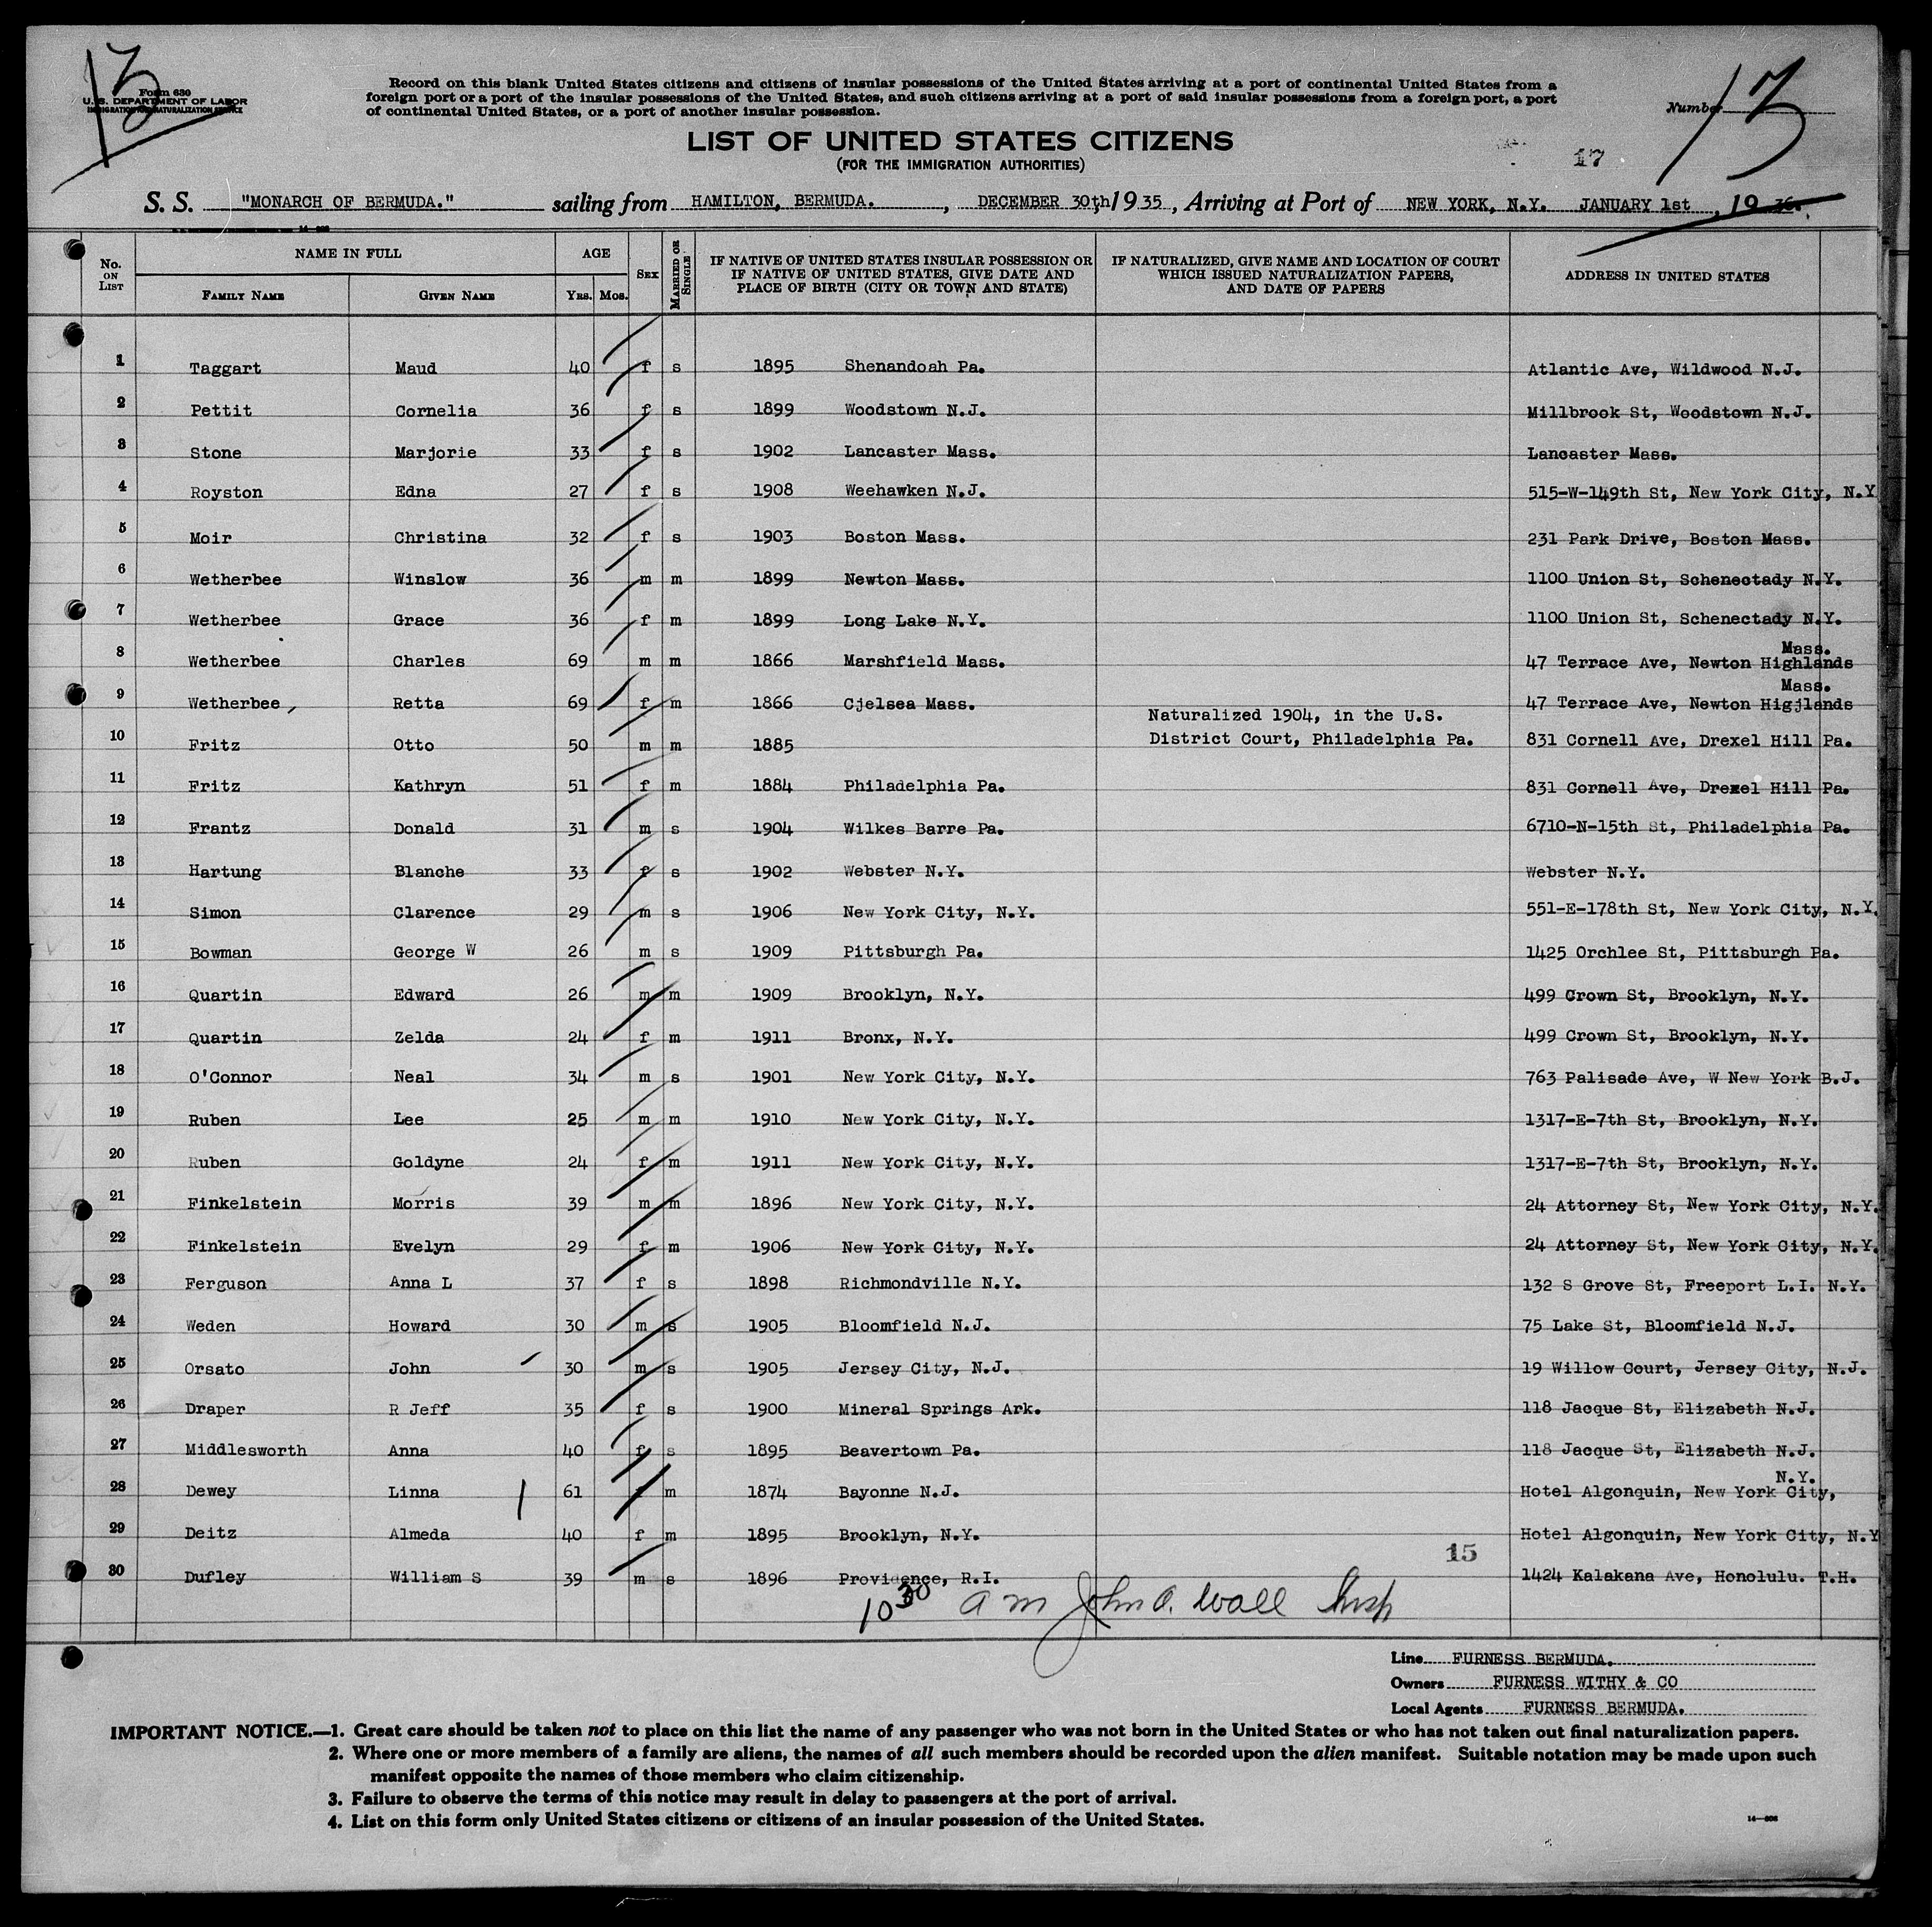 13
Form 630
U. S. DEPARTMENT OF LABOR
IMMIGRATION AND NATURALIZATION SERVICE
Record on this blank United States citizens and citizens of insular possessions of the United States arriving at a port of continental United States from a
foreign port or a port of the insular possessions of the United States, and such citizens arriving at a port of said insular possessions from a foreign port, a port
of continental United States, or a port of another insular possession.
Number 13
LIST OF UNITED STATES CITIZENS
(FOR THE IMMIGRATION AUTHORITIES)
17
S. S. "MONARCH OF BERMUDA." sailing from HAMILTON, BERMUDA. , DECEMBER 30th 1935, Arriving at Port of NEW YORK, N.Y. JANUARY 1st , 1936.
No. ON LIST NAME IN FULL FAMILY NAME GIVEN NAME AGE YRS. MOS. SEX MARRIED OR SINGLE IF NATIVE OF UNITED STATES INSULAR POSSESSION OR IF NATIVE OF UNITED STATES, GIVE DATE AND PLACE OF BIRTH (CITY OR TOWN AND STATE) IF NATURALIZED, GIVE NAME AND LOCATION OF COURT WHICH ISSUED NATURALIZATION PAPERS, AND DATE OF PAPERS ADDRESS IN UNITED STATES
1 Taggart Maud 40 f s 1895 Shenandoah Pa. Atlantic Ave, Wildwood N.J.
2 Pettit Cornelia 36 f s 1899 Woodstown N.J. Millbrook St, Woodstown N.J.
3 Stone Marjorie 33 f s 1902 Lancaster Mass. Lancaster Mass.
4 Royston Edna 27 f s 1908 Weehawken N.J. 515-W-149th St, New York City, N.Y
5 Moir Christina 32 f s 1903 Boston Mass. 231 Park Drive, Boston Mass.
6 Wetherbee Winslow 36 m m 1899 Newton Mass. 1100 Union St, Schenectady N.Y.
7 Wetherbee Grace 36 f m 1899 Long Lake N.Y. 1100 Union St, Schenectady N.Y.
8 Wetherbee Charles 69 m m 1866 Marshfield Mass. 47 Terrace Ave, Newton Highlands Mass.
9 Wetherbee, Retta 69 f m 1866 Cjelsea Mass. 47 Terrace Ave, Newton Higjlands Mass.
10 Fritz Otto 50 m m 1885 Naturalized 1904, in the U.S. District Court, Philadelphia Pa. 831 Cornell Ave, Drexel Hill Pa.
11 Fritz Kathryn 51 f m 1884 Philadelphia Pa. 831 Cornell Ave, Drexel Hill Pa.
12 Frantz Donald 31 m s 1904 Wilkes Barre Pa. 6710-N-15th St, Philadelphia Pa.
13 Hartung Blanche 33 f s 1902 Webster N.Y. Webster N.Y.
14 Simon Clarence 29 m s 1906 New York City, N.Y. 551-E-178th St, New York City, N.Y.
15 Bowman George W 26 m s 1909 Pittsburgh Pa. 1425 Orchlee St, Pittsburgh Pa.
16 Quartin Edward 26 m m 1909 Brooklyn, N.Y. 499 Crown St, Brooklyn, N.Y.
17 Quartin Zelda 24 f m 1911 Bronx, N.Y. 499 Crown St, Brooklyn, N.Y.
18 O'Connor Neal 34 m s 1901 New York City, N.Y. 763 Palisade Ave, W New York B.J.
19 Ruben Lee 25 m m 1910 New York City, N.Y. 1317-E-7th St, Brooklyn, N.Y.
20 Ruben Goldyne 24 f m 1911 New York City, N.Y. 1317-E-7th St, Brooklyn, N.Y.
21 Finkelstein Morris 39 m m 1896 New York City, N.Y. 24 Attorney St, New York City, N.Y.
22 Finkelstein Evelyn 29 f m 1906 New York City, N.Y. 24 Attorney St, New York City, N.Y.
23 Ferguson Anna L 37 f s 1898 Richmondville N.Y. 132 S Grove St, Freeport L.I. N.Y.
24 Weden Howard 30 m s 1905 Bloomfield N.J. 75 Lake St, Bloomfield N.J.
25 Orsato John 30 m s 1905 Jersey City, N.J. 19 Willow Court, Jersey City, N.J.
26 Draper R Jeff 35 f s 1900 Mineral Springs Ark. 118 Jacque St, Elizabeth N.J.
27 Middlesworth Anna 40 f s 1895 Beavertown Pa. 118 Jacque St, Elizabeth N.J.
28 Dewey Linna 61 f m 1874 Bayonne N.J. Hotel Algonquin, New York City, N.Y.
29 Deitz Almeda 40 f m 1895 Brooklyn, N.Y. Hotel Algonquin, New York City, N.Y
30 Dufley William S 39 m s 1896 Providence, R.I. 1424 Kalakana Ave, Honolulu. T.H.
15
10 30 a m John A. Wall Insp
Line FURNESS BERMUDA.
Owners FURNESS WITHY & CO
Local Agents FURNESS BERMUDA.
IMPORTANT NOTICE.—1. Great care should be taken not to place on this list the name of any passenger who was not born in the United States or who has not taken out final naturalization papers.
2. Where one or more members of a family are aliens, the names of all such members should be recorded upon the alien manifest. Suitable notation may be made upon such
manifest opposite the names of those members who claim citizenship.
3. Failure to observe the terms of this notice may result in delay to passengers at the port of arrival.
4. List on this form only United States citizens or citizens of an insular possession of the United States.